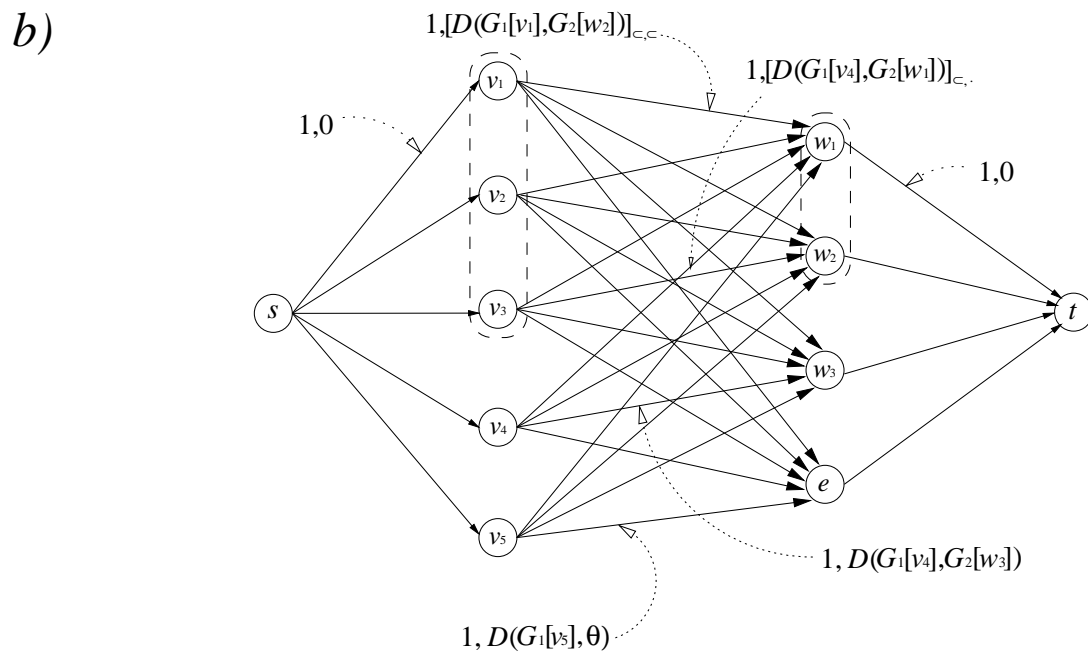 b)
1,[D(G₁[v₁],G₂[w₂])]⊂,⊂
1,[D(G₁[v₄],G₂[w₁])]⊂,.
1,0
1,0
v₁
w₁
v₂
w₂
s
v₃
t
w₃
v₄
e
v₅
1, D(G₁[v₄],G₂[w₃])
1, D(G₁[v₅],θ)